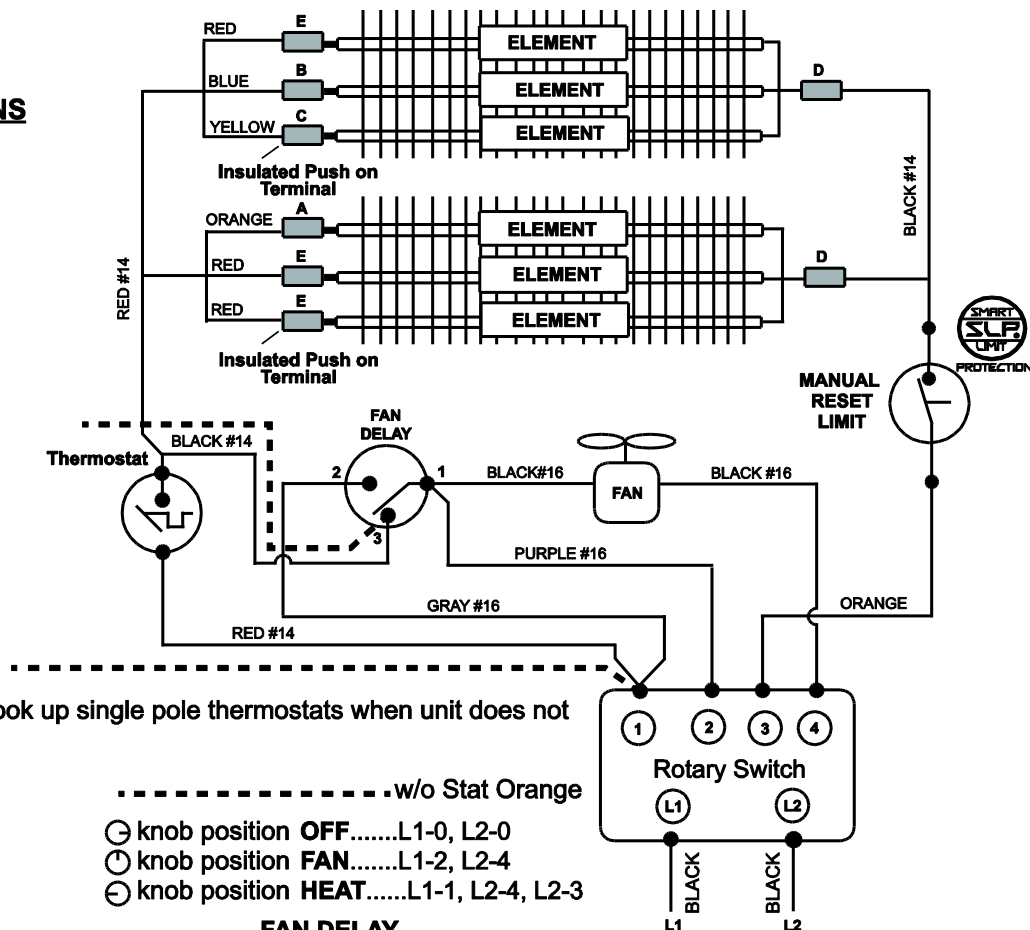 NS
RED
E
ELEMENT
BLUE
B
ELEMENT
D
YELLOW
C
ELEMENT
Insulated Push on
Terminal
BLACK #14
ORANGE
A
ELEMENT
RED
E
ELEMENT
D
RED
E
ELEMENT
RED #14
Insulated Push on
Terminal
SMART
SLP.
LIMIT
PROTECTION
MANUAL
RESET
LIMIT
FAN
DELAY
BLACK #14
Thermostat
2
1
3
BLACK#16
FAN
BLACK #16
PURPLE #16
GRAY #16
ORANGE
RED #14
ook up single pole thermostats when unit does not
1
2
3
4
Rotary Switch
L1
L2
w/o Stat Orange
knob position OFF.......L1-0, L2-0
knob position FAN.......L1-2, L2-4
knob position HEAT......L1-1, L2-4, L2-3
BLACK
BLACK
L1
L2
FAN DELAY